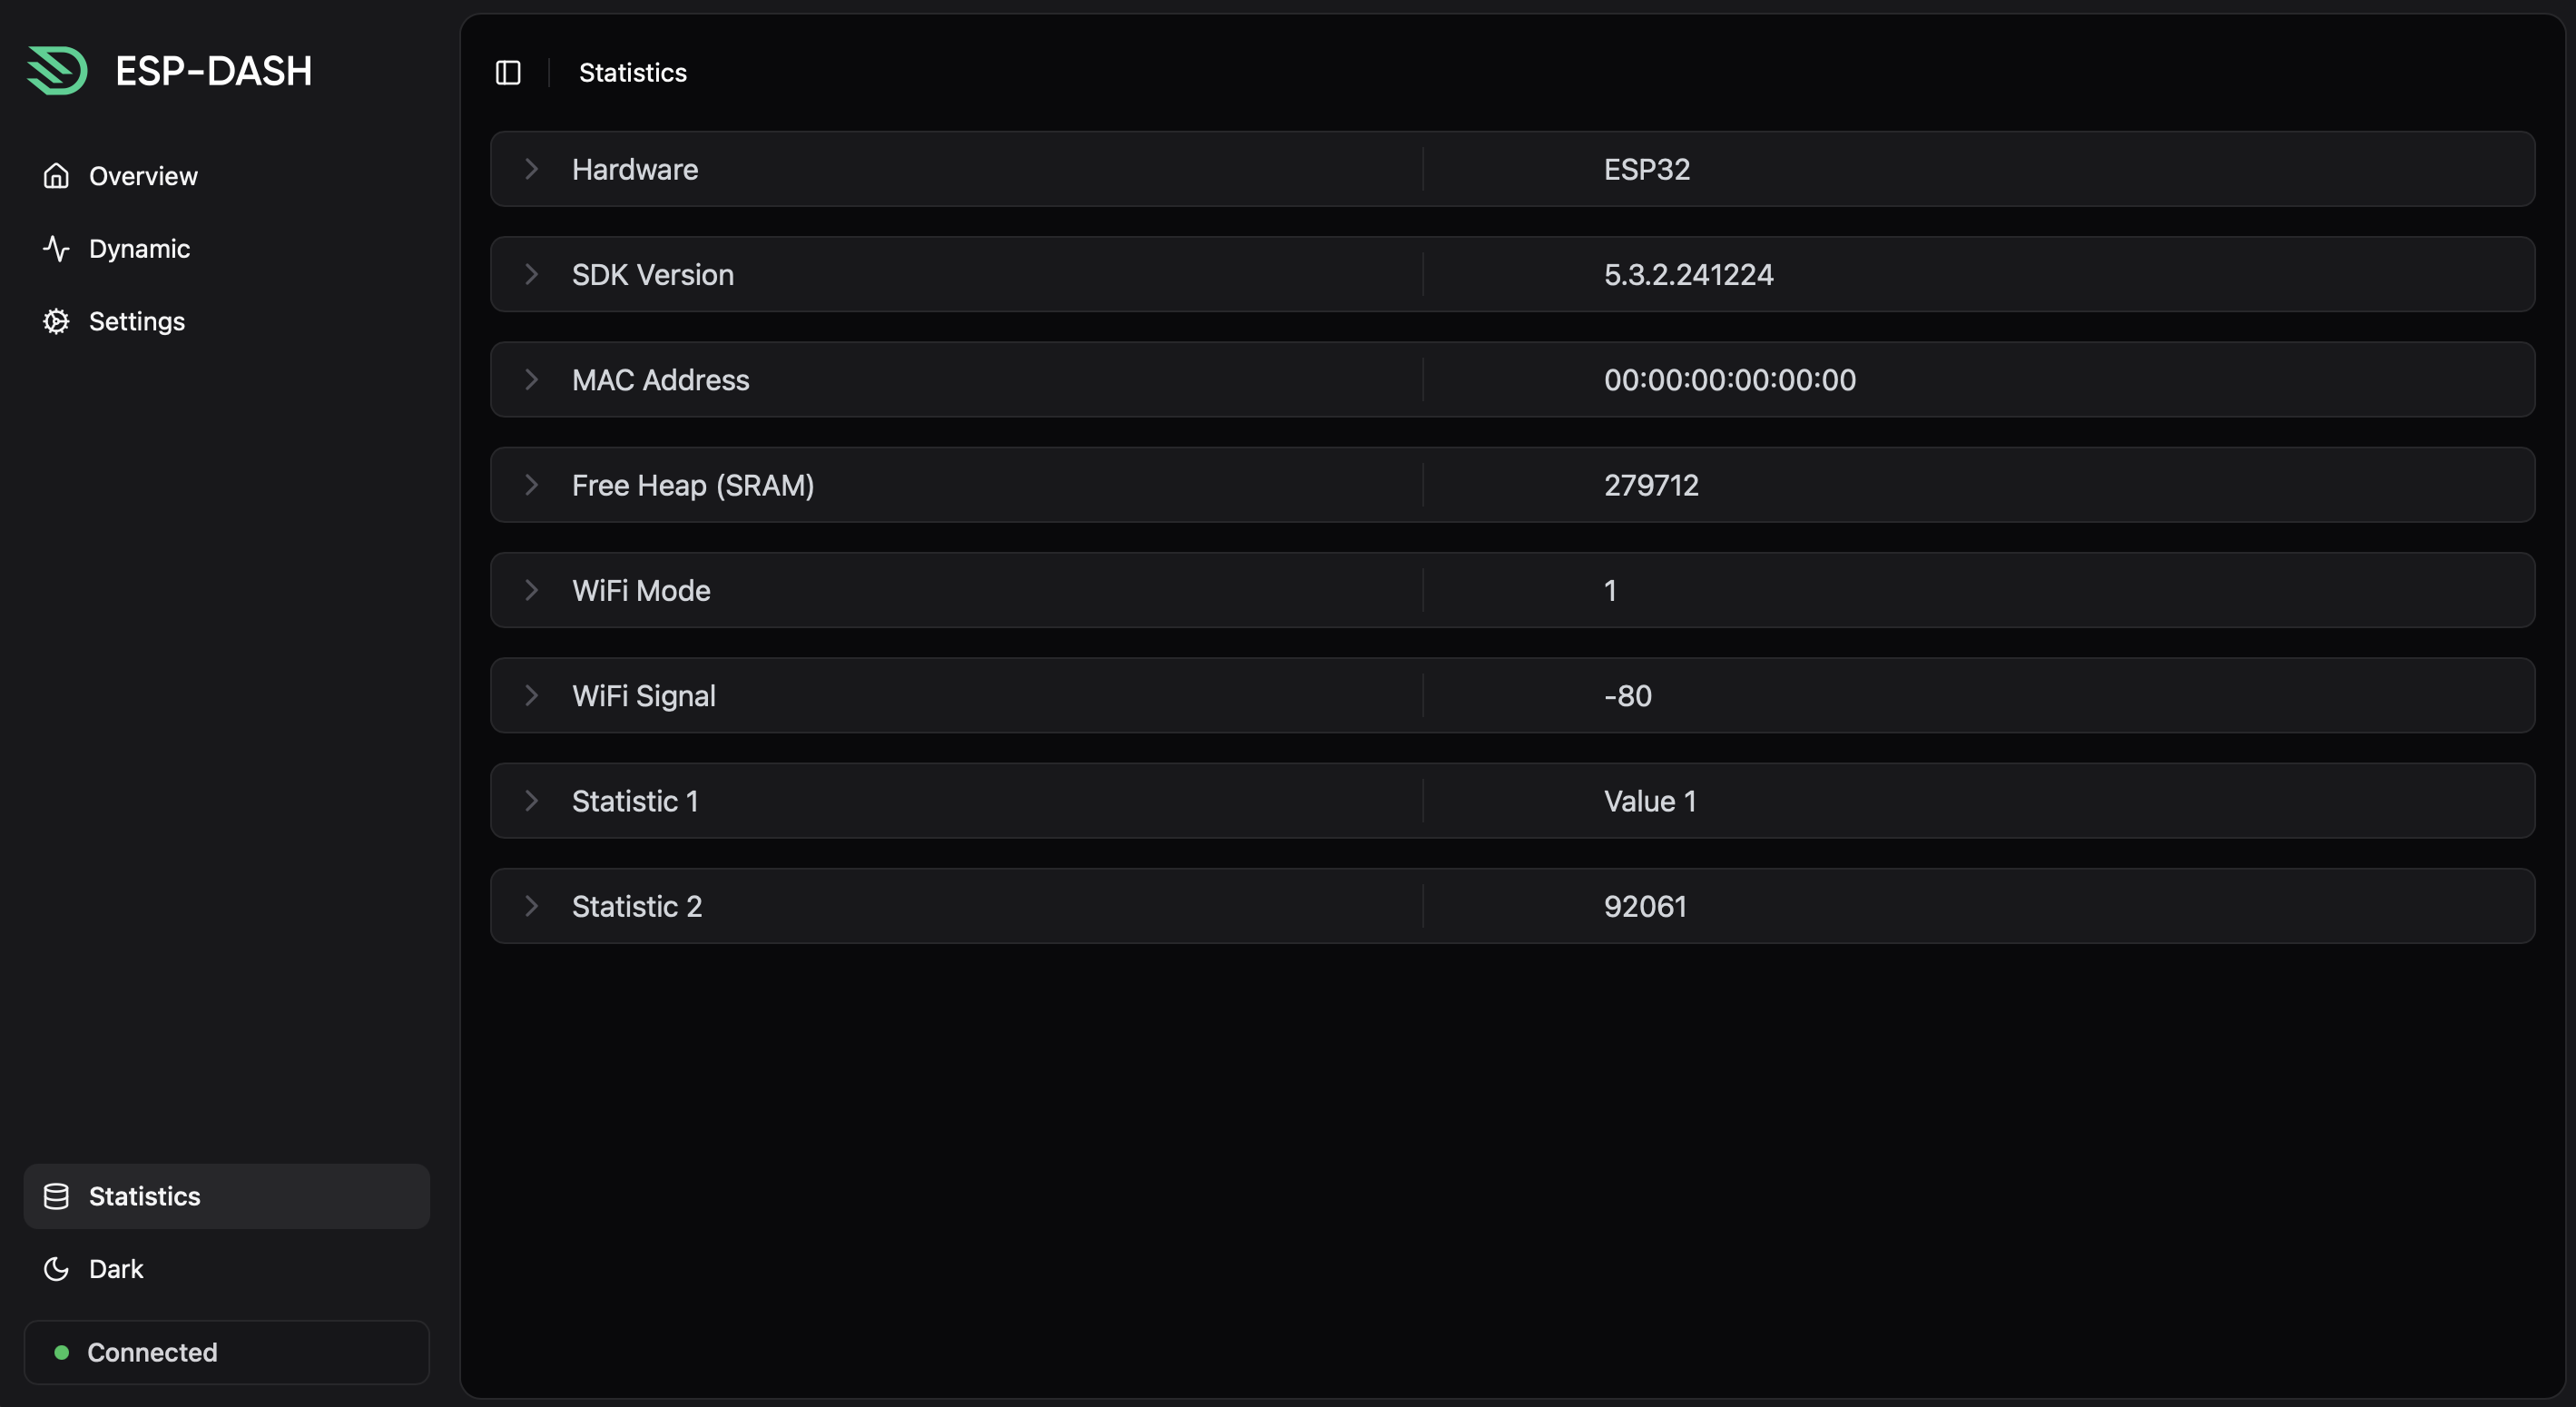 ESP-DASH
Overview
Dynamic
Settings
Statistics
Dark
Connected
Statistics
Hardware ESP32
SDK Version 5.3.2.241224
MAC Address 00:00:00:00:00:00
Free Heap (SRAM) 279712
WiFi Mode 1
WiFi Signal -80
Statistic 1 Value 1
Statistic 2 92061